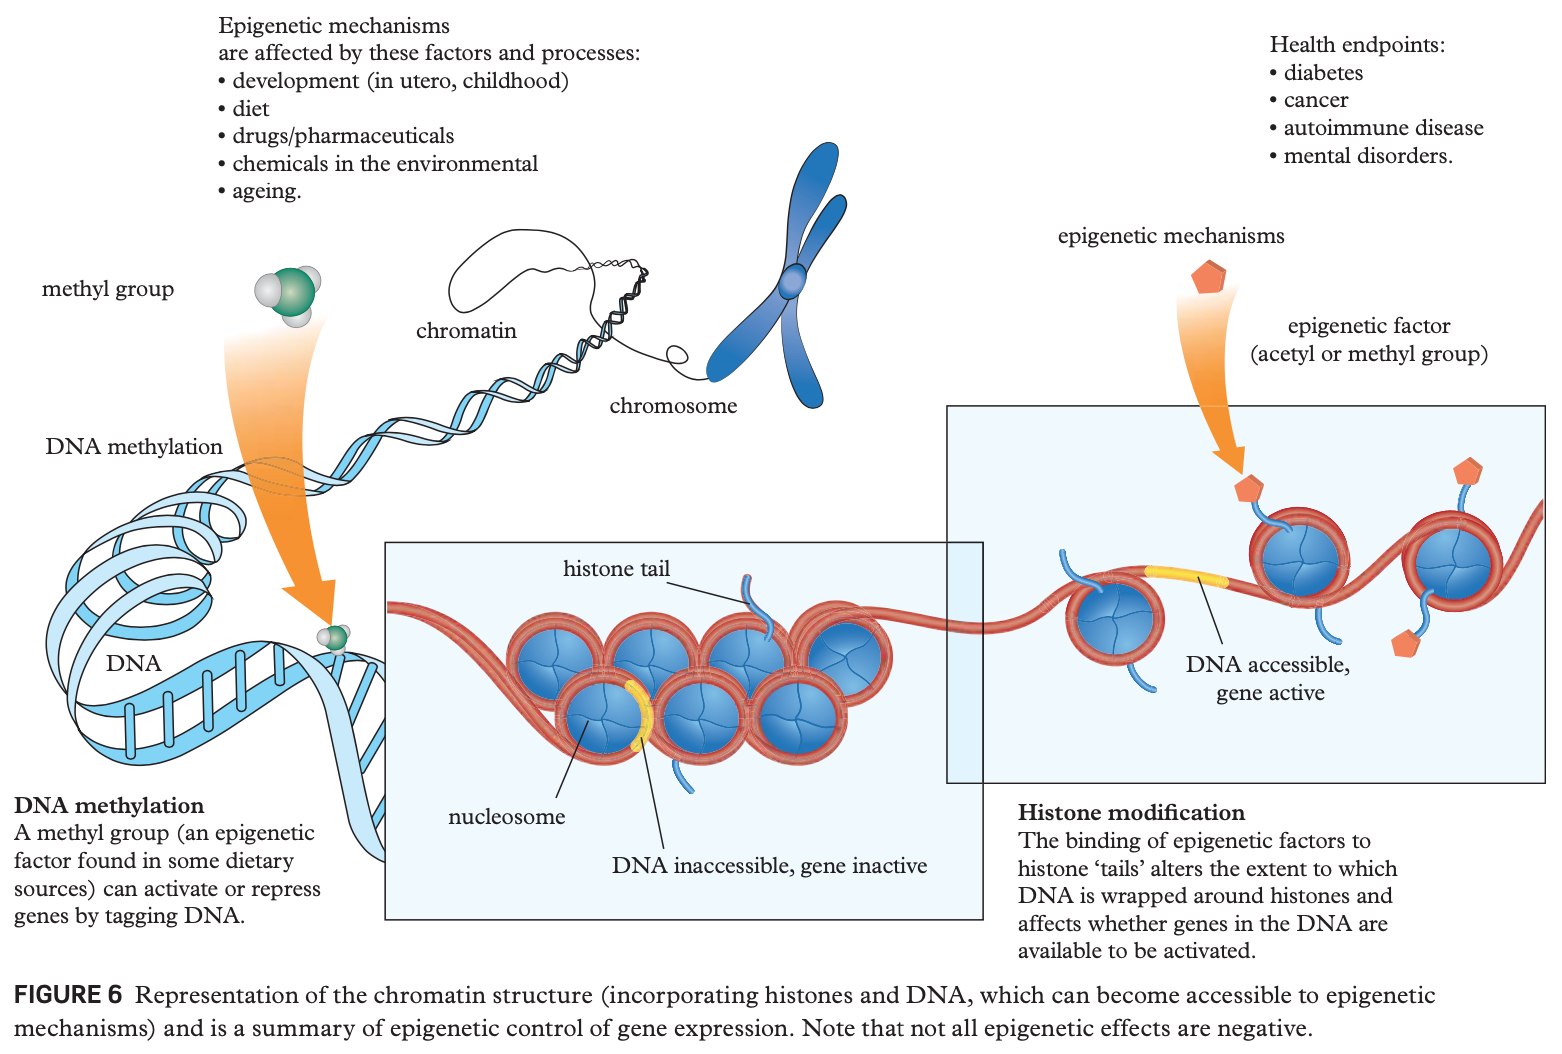 Epigenetic mechanisms
are affected by these factors and processes:
• development (in utero, childhood)
• diet
• drugs/pharmaceuticals
• chemicals in the environmental
• ageing.
Health endpoints:
• diabetes
• cancer
• autoimmune disease
• mental disorders.
methyl group
chromatin
chromosome
epigenetic mechanisms
epigenetic factor
(acetyl or methyl group)
DNA methylation
DNA
histone tail
nucleosome
DNA inaccessible, gene inactive
DNA accessible,
gene active
DNA methylation
A methyl group (an epigenetic
factor found in some dietary
sources) can activate or repress
genes by tagging DNA.
Histone modification
The binding of epigenetic factors to
histone ‘tails’ alters the extent to which
DNA is wrapped around histones and
affects whether genes in the DNA are
available to be activated.
FIGURE 6 Representation of the chromatin structure (incorporating histones and DNA, which can become accessible to epigenetic
mechanisms) and is a summary of epigenetic control of gene expression. Note that not all epigenetic effects are negative.